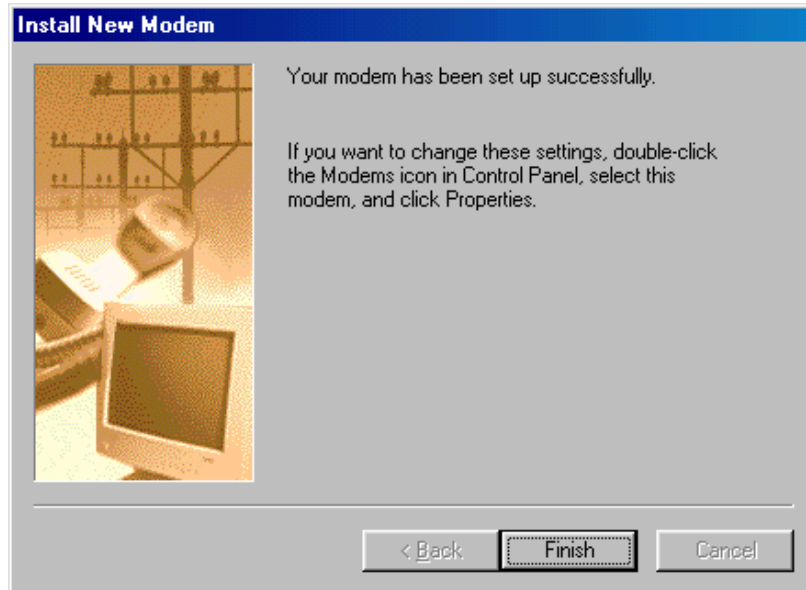 Install New Modem
Your modem has been set up successfully.
If you want to change these settings, double-click
the Modems icon in Control Panel, select this
modem, and click Properties.
< Back
Finish
Cancel